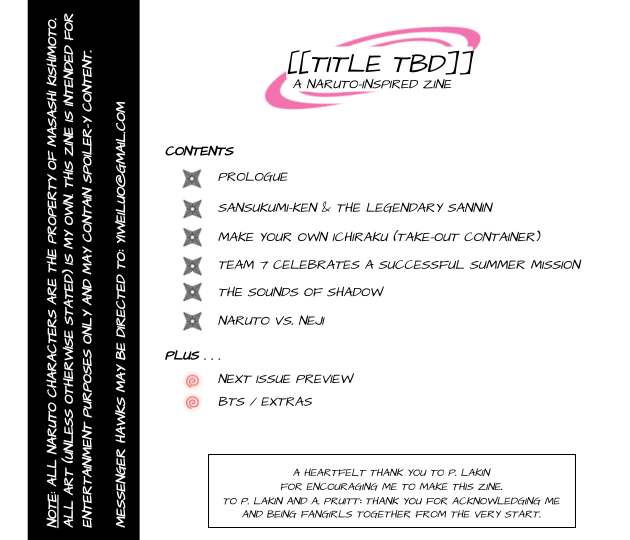 NOTE: ALL NARUTO CHARACTERS ARE THE PROPERTY OF MASASHI KISHIMOTO.
ALL ART (UNLESS OTHERWISE STATED) IS MY OWN. THIS ZINE IS INTENDED FOR
ENTERTAINMENT PURPOSES ONLY AND MAY CONTAIN SPOILER-Y CONTENT.
MESSENGER HAWKS MAY BE DIRECTED TO: YIWEILUO@GMAIL.COM
[[TITLE TBD]]
A NARUTO-INSPIRED ZINE
CONTENTS
PROLOGUE
SANSUKUMI-KEN & THE LEGENDARY SANNIN
MAKE YOUR OWN ICHIRAKU (TAKE-OUT CONTAINER)
TEAM 7 CELEBRATES A SUCCESSFUL SUMMER MISSION
THE SOUNDS OF SHADOW
NARUTO VS. NEJI
PLUS . . .
NEXT ISSUE PREVIEW
BTS / EXTRAS
A HEARTFELT THANK YOU TO P. LAKIN
FOR ENCOURAGING ME TO MAKE THIS ZINE.
TO P. LAKIN AND A. PRUITT: THANK YOU FOR ACKNOWLEDGING ME
AND BEING FANGIRLS TOGETHER FROM THE VERY START.